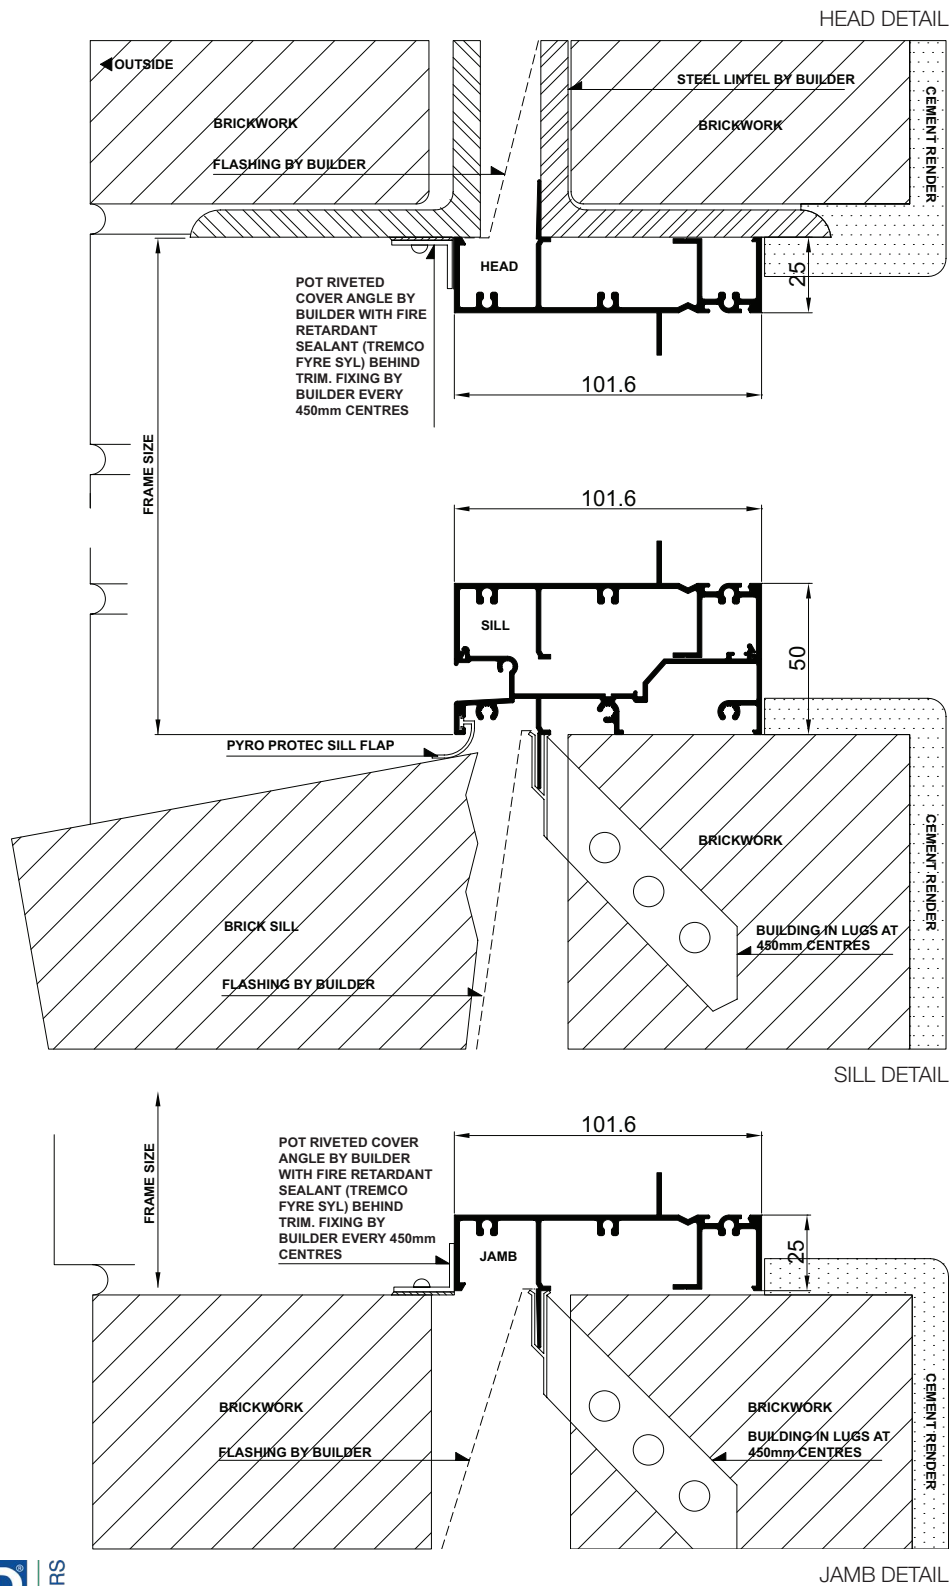 HEAD DETAIL
OUTSIDE
STEEL LINTEL BY BUILDER
BRICKWORK
BRICKWORK
CEMENT RENDER
FLASHING BY BUILDER
HEAD
25
POT RIVETED
COVER ANGLE BY
BUILDER WITH FIRE
RETARDANT
SEALANT (TREMCO
FYRE SYL) BEHIND
TRIM. FIXING BY
BUILDER EVERY
450mm CENTRES
101.6
FRAME SIZE
101.6
SILL
50
PYRO PROTEC SILL FLAP
BRICKWORK
CEMENT RENDER
BRICK SILL
BUILDING IN LUGS AT
450mm CENTRES
FLASHING BY BUILDER
SILL DETAIL
101.6
FRAME SIZE
POT RIVETED COVER
ANGLE BY BUILDER
WITH FIRE RETARDANT
SEALANT (TREMCO
FYRE SYL) BEHIND
TRIM. FIXING BY
BUILDER EVERY 450mm
CENTRES
JAMB
25
BRICKWORK
BRICKWORK
CEMENT RENDER
BUILDING IN LUGS AT
450mm CENTRES
FLASHING BY BUILDER
JAMB DETAIL